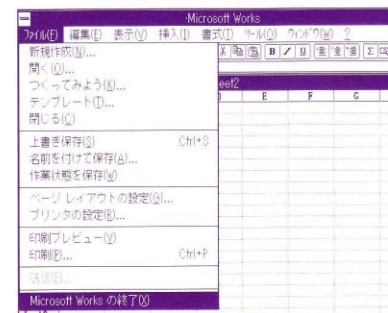 Microsoft Works
ファイル(F) 編集(E) 表示(V) 挿入(I) 書式(T) ツール(O) ウィンドウ(W) ?
新規作成(N)...
開く(O)...
つくってみよう(K)...
テンプレート(T)...
閉じる(C)
上書き保存(S) Ctrl+S
名前を付けて保存(A)...
作業状態を保存(W)
ページ レイアウトの設定(G)...
プリンタの設定(R)...
印刷プレビュー(V)
印刷(P)... Ctrl+P
送信(E)...
Microsoft Works の終了(X)
B I U Σ
eet2
E F G